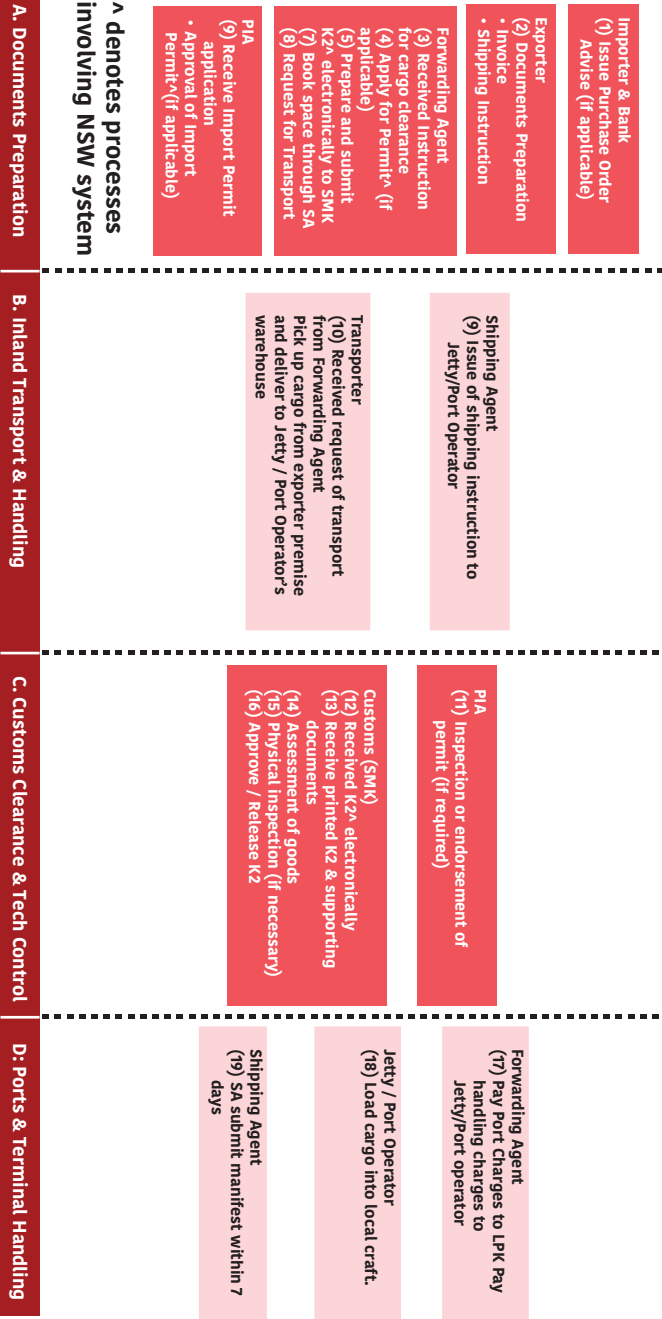 Importer & Bank
(1) Issue Purchase Order
Advise (if applicable)
Exporter
(2) Documents Preparation
• Invoice
• Shipping Instruction
Forwarding Agent
(3) Received Instruction
for cargo clearance
(4) Apply for Permit^ (if
applicable)
(5) Prepare and submit
K2^ electronically to SMK
(7) Book space through SA
(8) Request for Transport
PIA
(9) Receive Import Permit
application
• Approval of Import
Permit^(if applicable)
^ denotes processes
involving NSW system
A. Documents Preparation
Shipping Agent
(9) Issue of shipping instruction to
Jetty/Port Operator
Transporter
(10) Received request of transport
from Forwarding Agent
Pick up cargo from exporter premise
and deliver to Jetty / Port Operator's
warehouse
B. Inland Transport & Handling
PIA
(11) Inspection or endorsement of
permit (if required)
Customs (SMK)
(12) Received K2^ electronically
(13) Receive printed K2 & supporting
documents
(14) Assessment of goods
(15) Physical inspection (if necessary)
(16) Approve / Release K2
C. Customs Clearance & Tech Control
Forwarding Agent
(17) Pay Port Charges to LPK Pay
handling charges to
Jetty/Port operator
Jetty / Port Operator
(18) Load cargo into local craft.
Shipping Agent
(19) SA submit manifest within 7
days
D: Ports & Terminal Handling